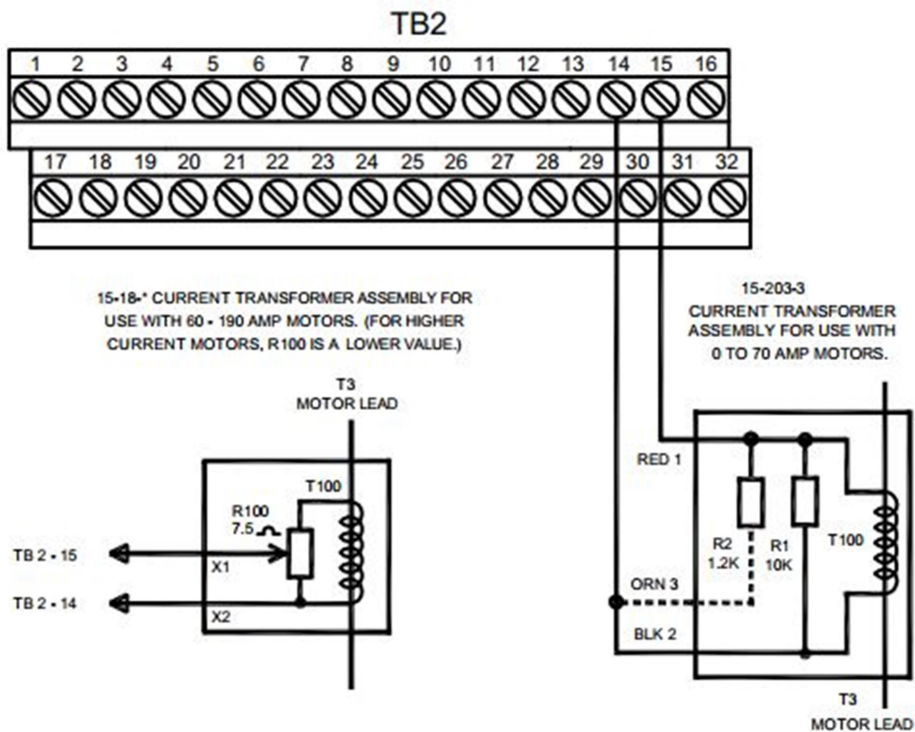 TB2
1 2 3 4 5 6 7 8 9 10 11 12 13 14 15 16
17 18 19 20 21 22 23 24 25 26 27 28 29 30 31 32
15-18-* CURRENT TRANSFORMER ASSEMBLY FOR
USE WITH 60 - 190 AMP MOTORS. (FOR HIGHER
CURRENT MOTORS, R100 IS A LOWER VALUE.)
T3
MOTOR LEAD
T100
R100
7.5
TB 2 - 15
X1
TB 2 - 14
X2
15-203-3
CURRENT TRANSFORMER
ASSEMBLY FOR USE WITH
0 TO 70 AMP MOTORS.
RED 1
R2
1.2K
R1
10K
T100
ORN 3
BLK 2
T3
MOTOR LEAD